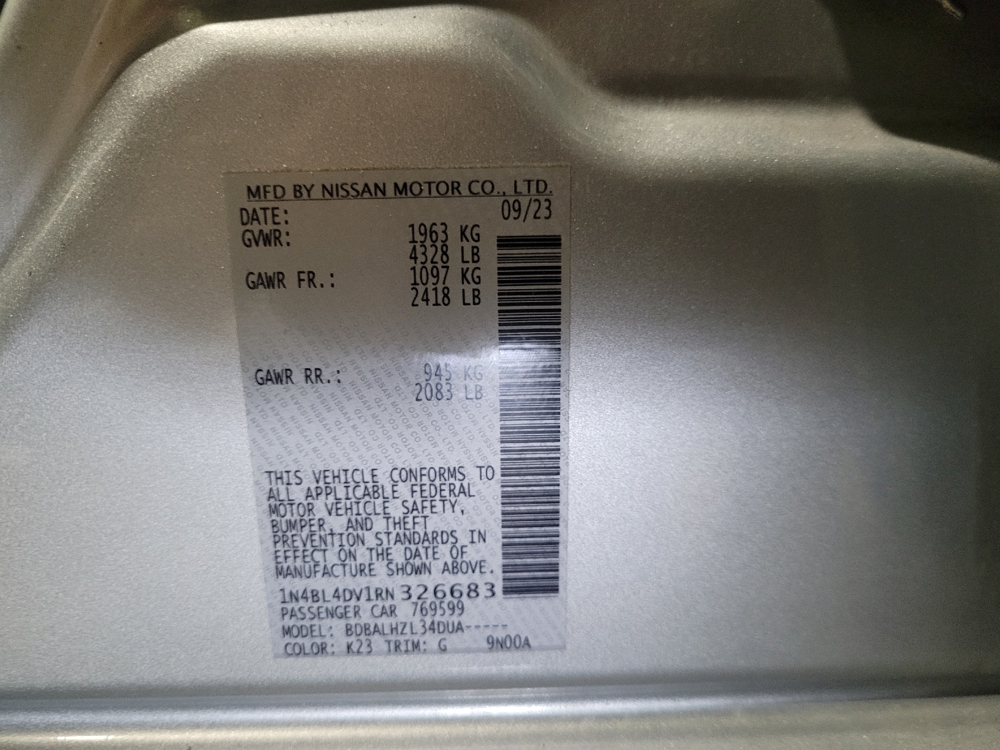 MFD BY NISSAN MOTOR CO., LTD.
DATE: 09/23
GVWR: 1963 KG
4328 LB
GAWR FR.: 1097 KG
2418 LB
GAWR RR.: 945 KG
2083 LB
THIS VEHICLE CONFORMS TO
ALL APPLICABLE FEDERAL
MOTOR VEHICLE SAFETY,
BUMPER, AND THEFT
PREVENTION STANDARDS IN
EFFECT ON THE DATE OF
MANUFACTURE SHOWN ABOVE.
1N4BL4DV1RN326683
PASSENGER CAR 769599
MODEL: BDBALHZL34DUA-----
COLOR: K23 TRIM: G 9N00A